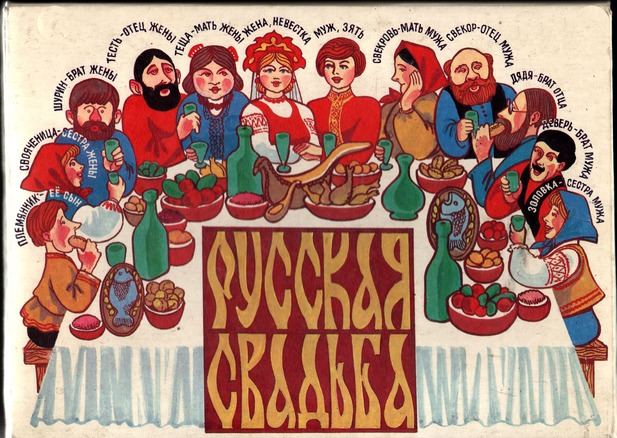 ПЛЕМЯННИК-ЕЁ СЫН
СВОЯЧЕНИЦА-СЕСТРА ЖЕНЫ
ШУРИН-БРАТ ЖЕНЫ
ТЕСТЬ-ОТЕЦ ЖЕНЫ
ТЕЩА-МАТЬ ЖЕНЫ
ЖЕНА, НЕВЕСТКА
МУЖ, ЗЯТЬ
СВЕКРОВЬ-МАТЬ МУЖА
СВЕКОР-ОТЕЦ МУЖА
ДЯДЯ-БРАТ ОТЦА
ДЕВЕРЬ-БРАТ МУЖА
ЗОЛОВКА-СЕСТРА МУЖА
РУССКАЯ
СВАДЬБА